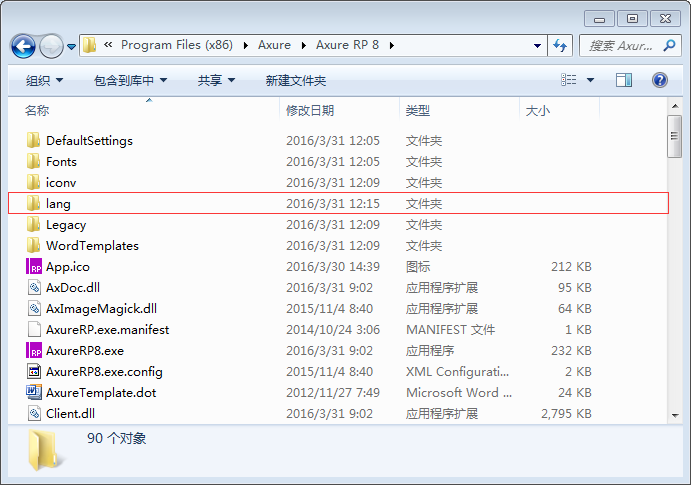 « Program Files (x86) ▸ Axure ▸ Axure RP 8 ▸ 搜索 Axur...
组织 包含到库中 共享 新建文件夹
名称 修改日期 类型 大小
DefaultSettings 2016/3/31 12:05 文件夹
Fonts 2016/3/31 12:05 文件夹
iconv 2016/3/31 12:09 文件夹
lang 2016/3/31 12:15 文件夹
Legacy 2016/3/31 12:09 文件夹
WordTemplates 2016/3/31 12:09 文件夹
RP App.ico 2016/3/30 14:39 图标 212 KB
AxDoc.dll 2016/3/31 9:02 应用程序扩展 95 KB
AxImageMagick.dll 2015/11/4 8:40 应用程序扩展 64 KB
AxureRP.exe.manifest 2014/10/24 3:06 MANIFEST 文件 1 KB
RP AxureRP8.exe 2016/3/31 9:02 应用程序 232 KB
AxureRP8.exe.config 2015/11/4 8:40 XML Configurati... 2 KB
AxureTemplate.dot 2012/11/27 7:49 Microsoft Word ... 24 KB
Client.dll 2016/3/31 9:02 应用程序扩展 2,795 KB
90 个对象